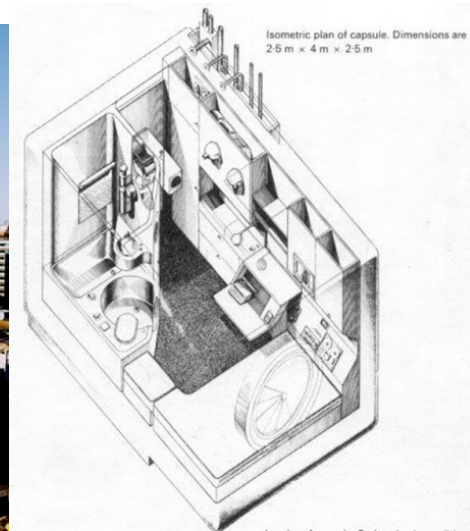 Isometric plan of capsule. Dimensions are
2·5 m × 4 m × 2·5 m